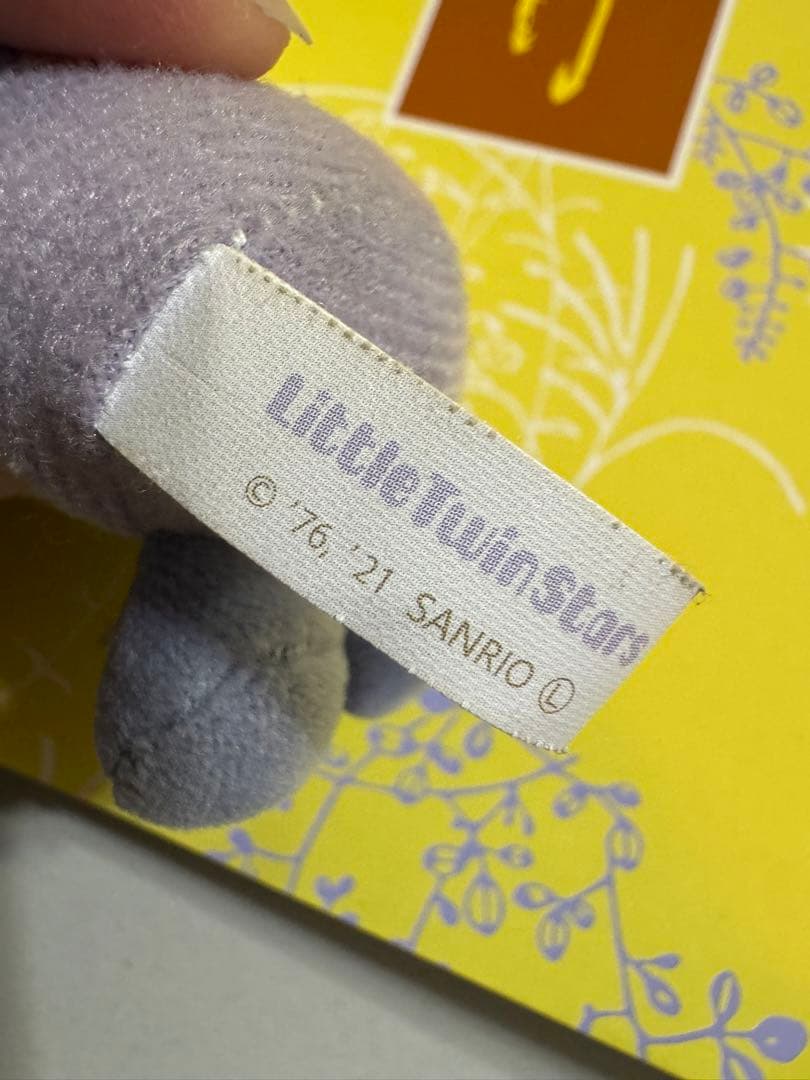 LittleTwinStars
© '76, '21 SANRIO Ⓛ